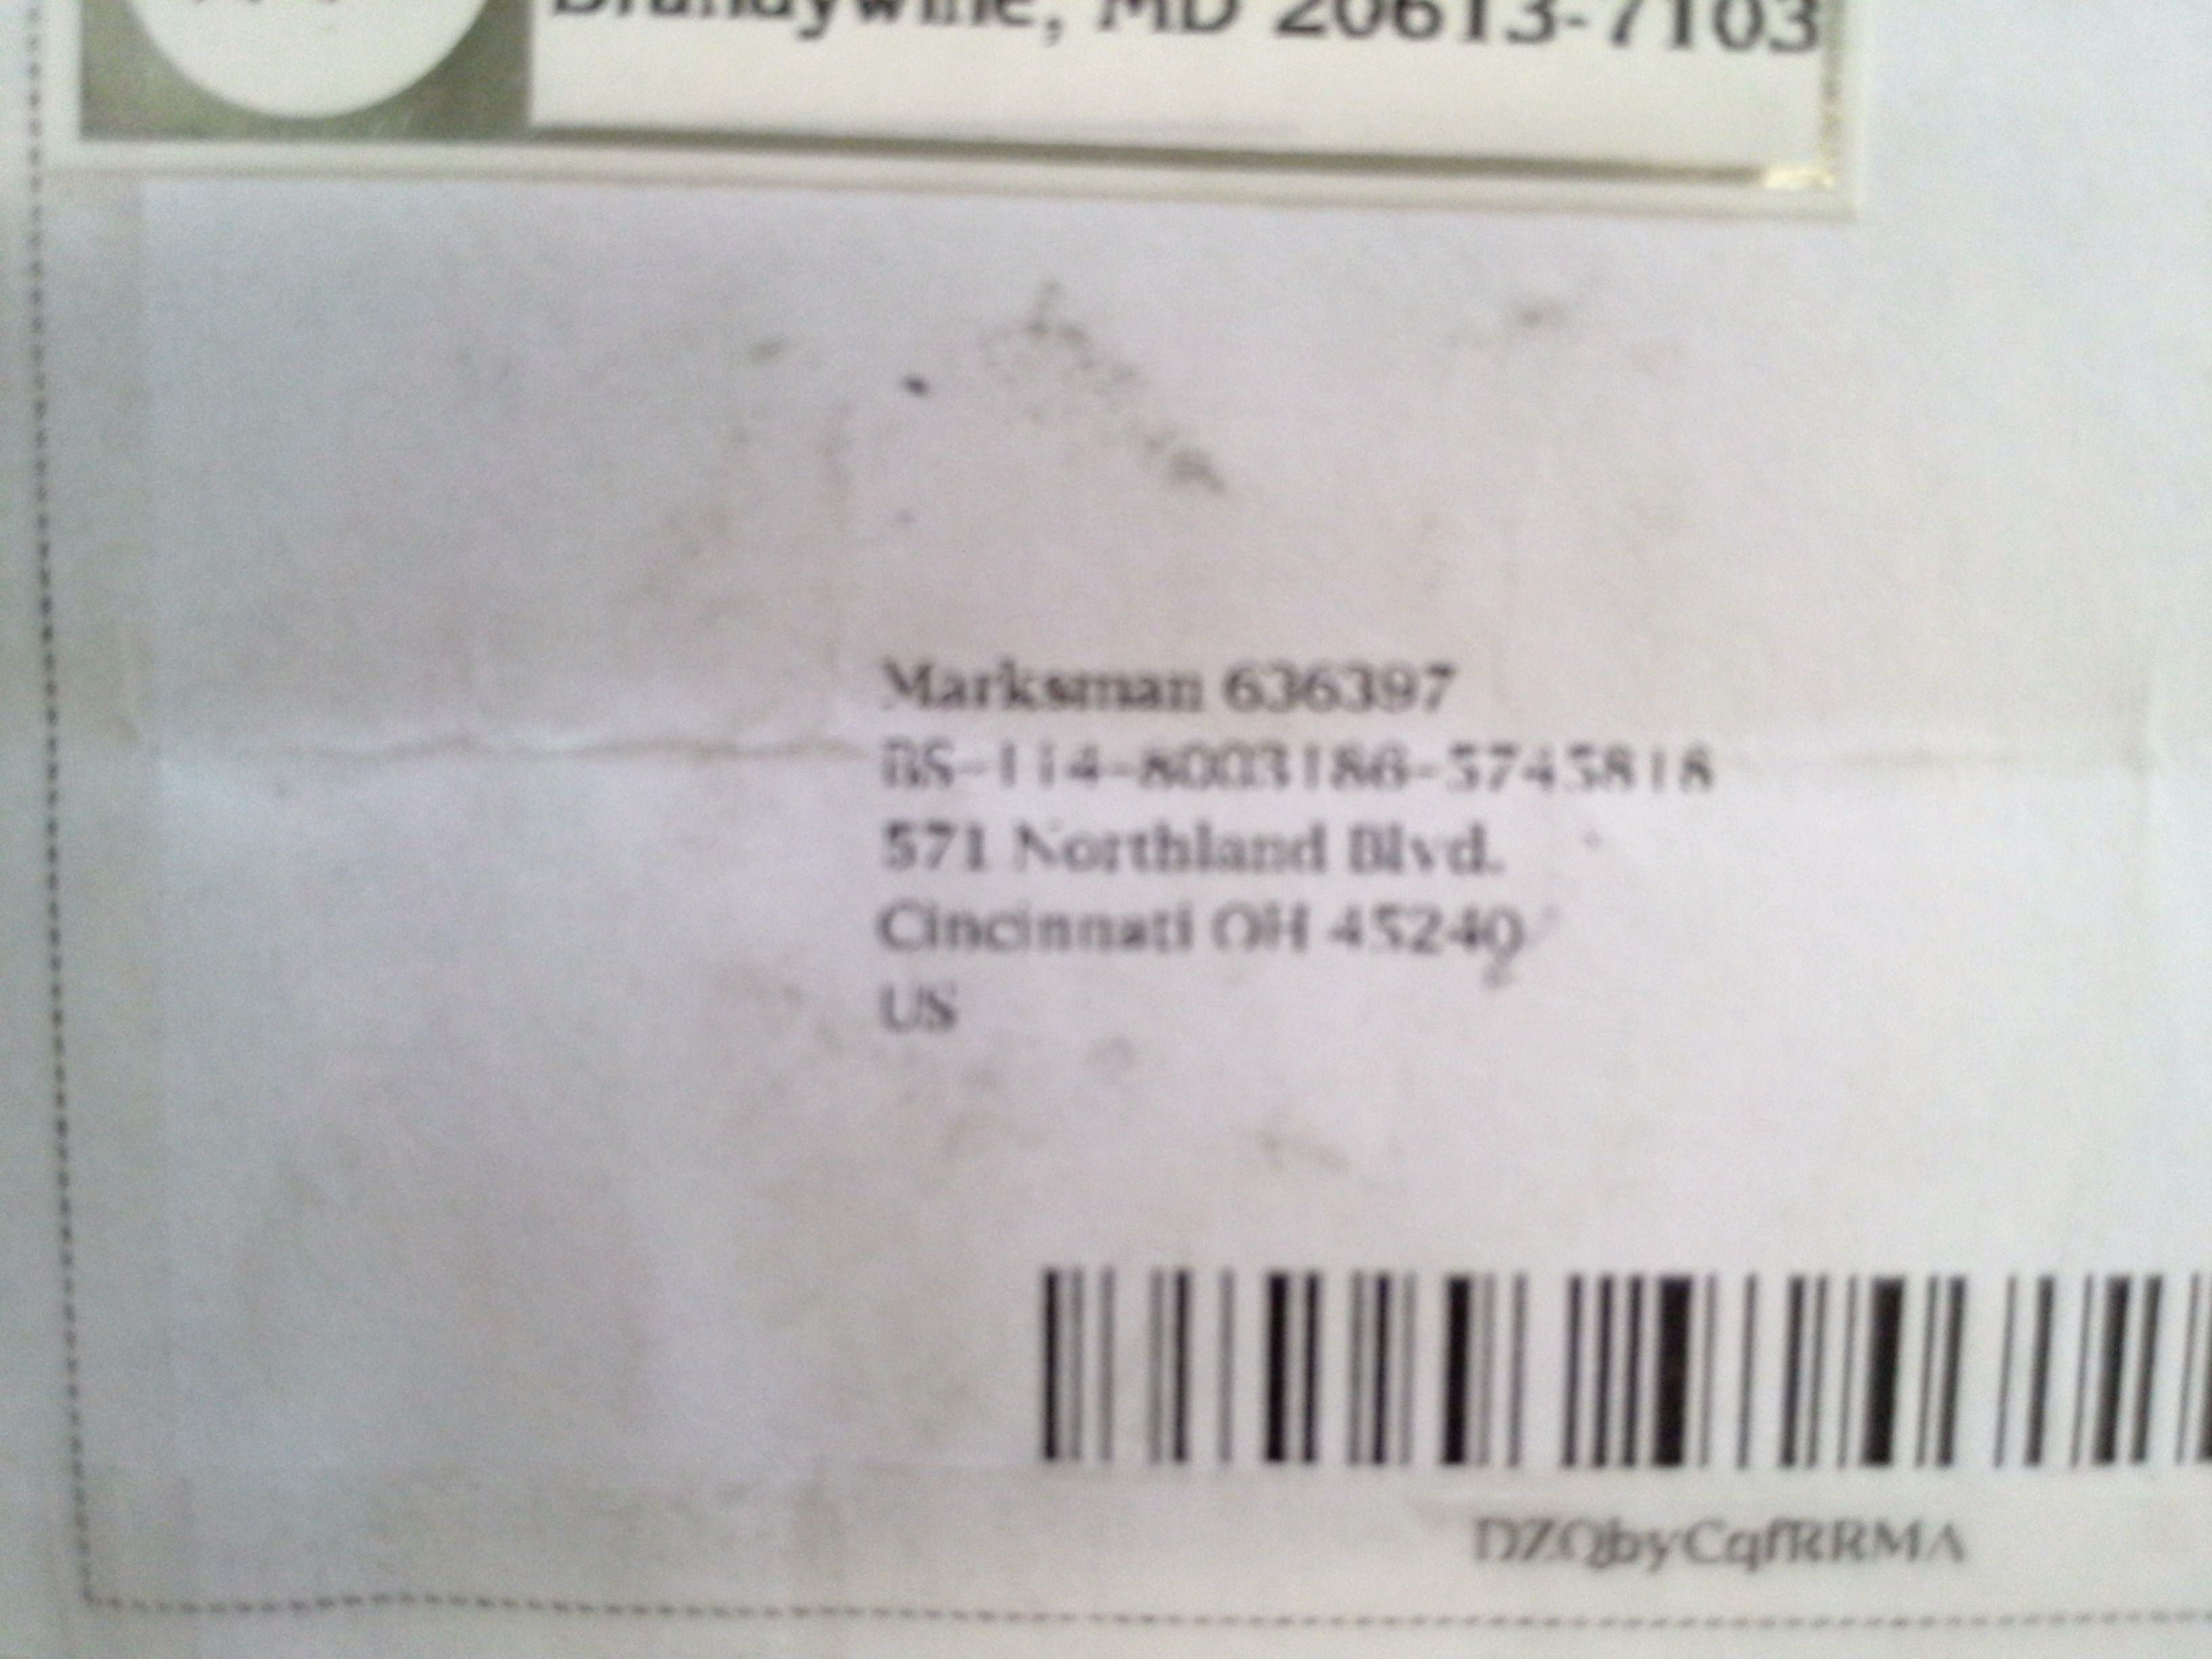 Brandywine, MD 20613-7103
Marksman 636397
BS-114-8003186-5745818
571 Northland Blvd.
Cincinnati OH 45240
US
DZQbyCqfRRMA